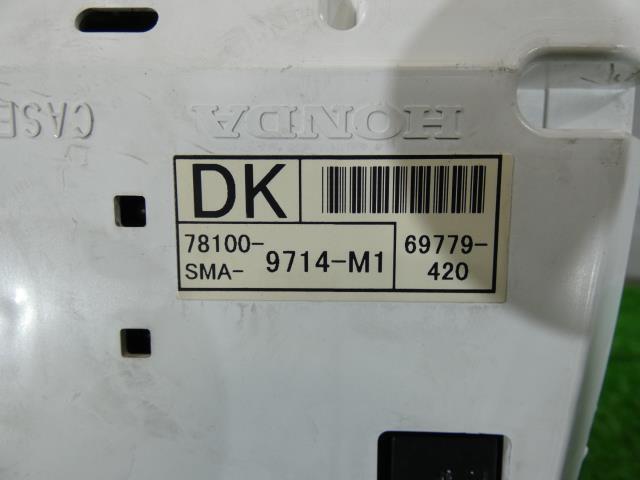 HONDA
CASE
DK
78100-
SMA- 9714-M1
69779-
420